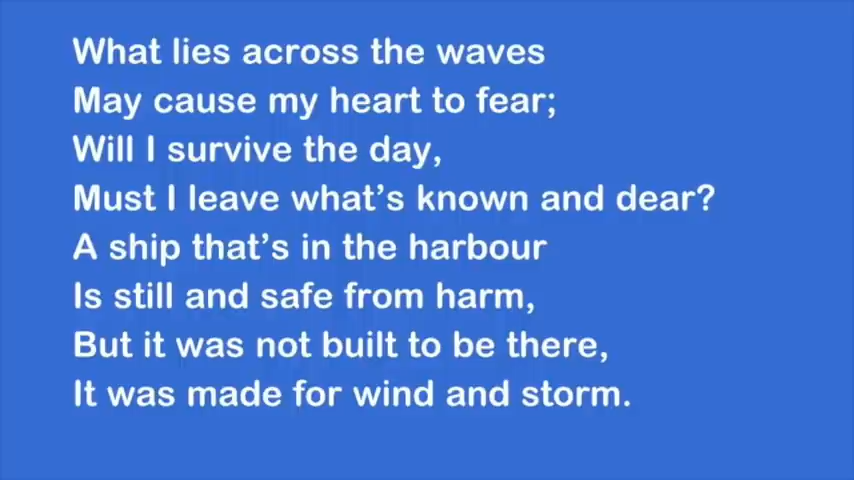 What lies across the waves
May cause my heart to fear;
Will I survive the day,
Must I leave what’s known and dear?
A ship that’s in the harbour
Is still and safe from harm,
But it was not built to be there,
It was made for wind and storm.